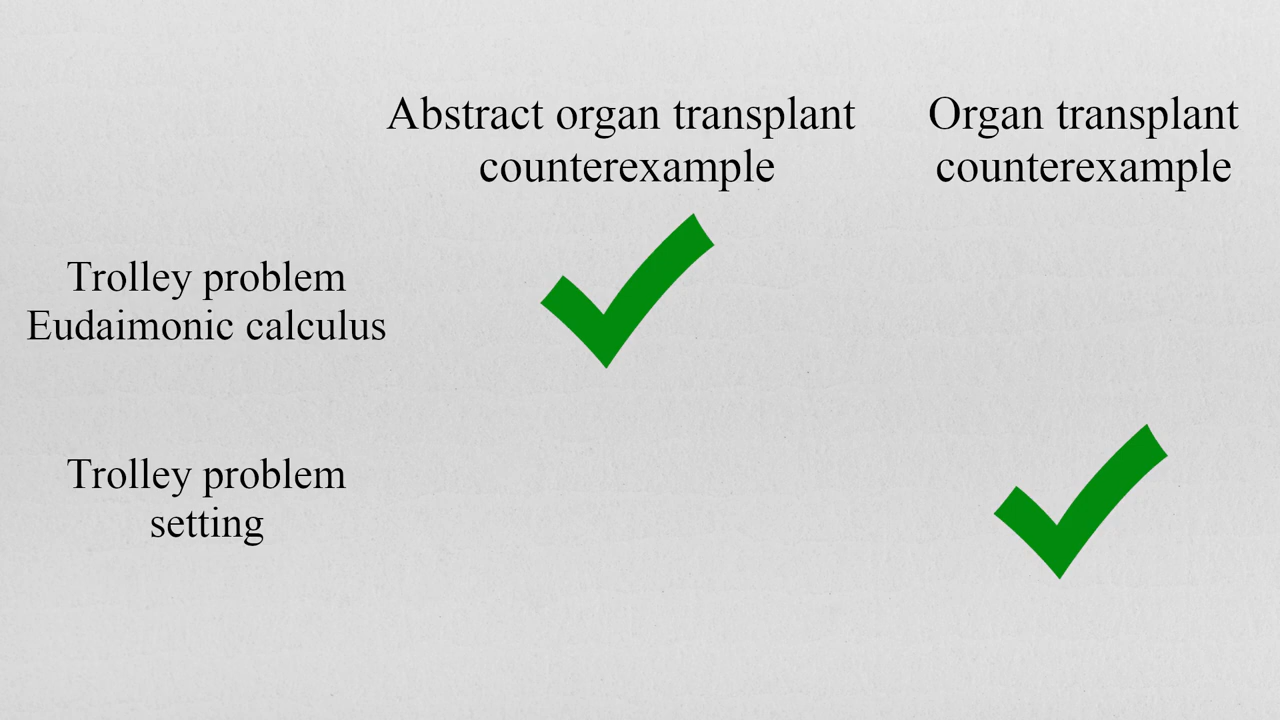 Abstract organ transplant
counterexample
Organ transplant
counterexample
Trolley problem
Eudaimonic calculus
Trolley problem
setting